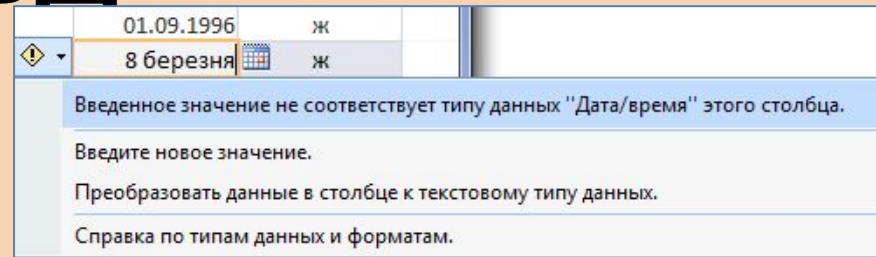 01.09.1996 ж
8 березня ж
Введенное значение не соответствует типу данных "Дата/время" этого столбца.
Введите новое значение.
Преобразовать данные в столбце к текстовому типу данных.
Справка по типам данных и форматам.